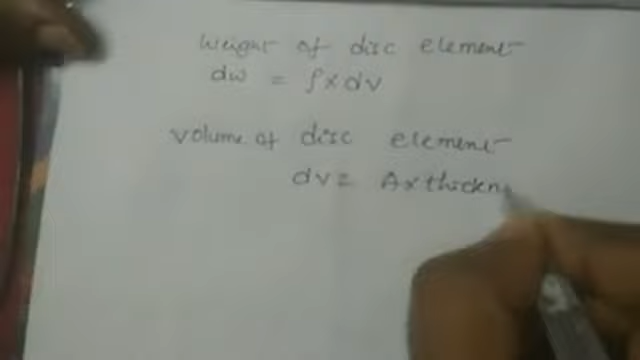 Weight of disc element
dw = ρ x dv
Volume of disc element
dv = A x thickn